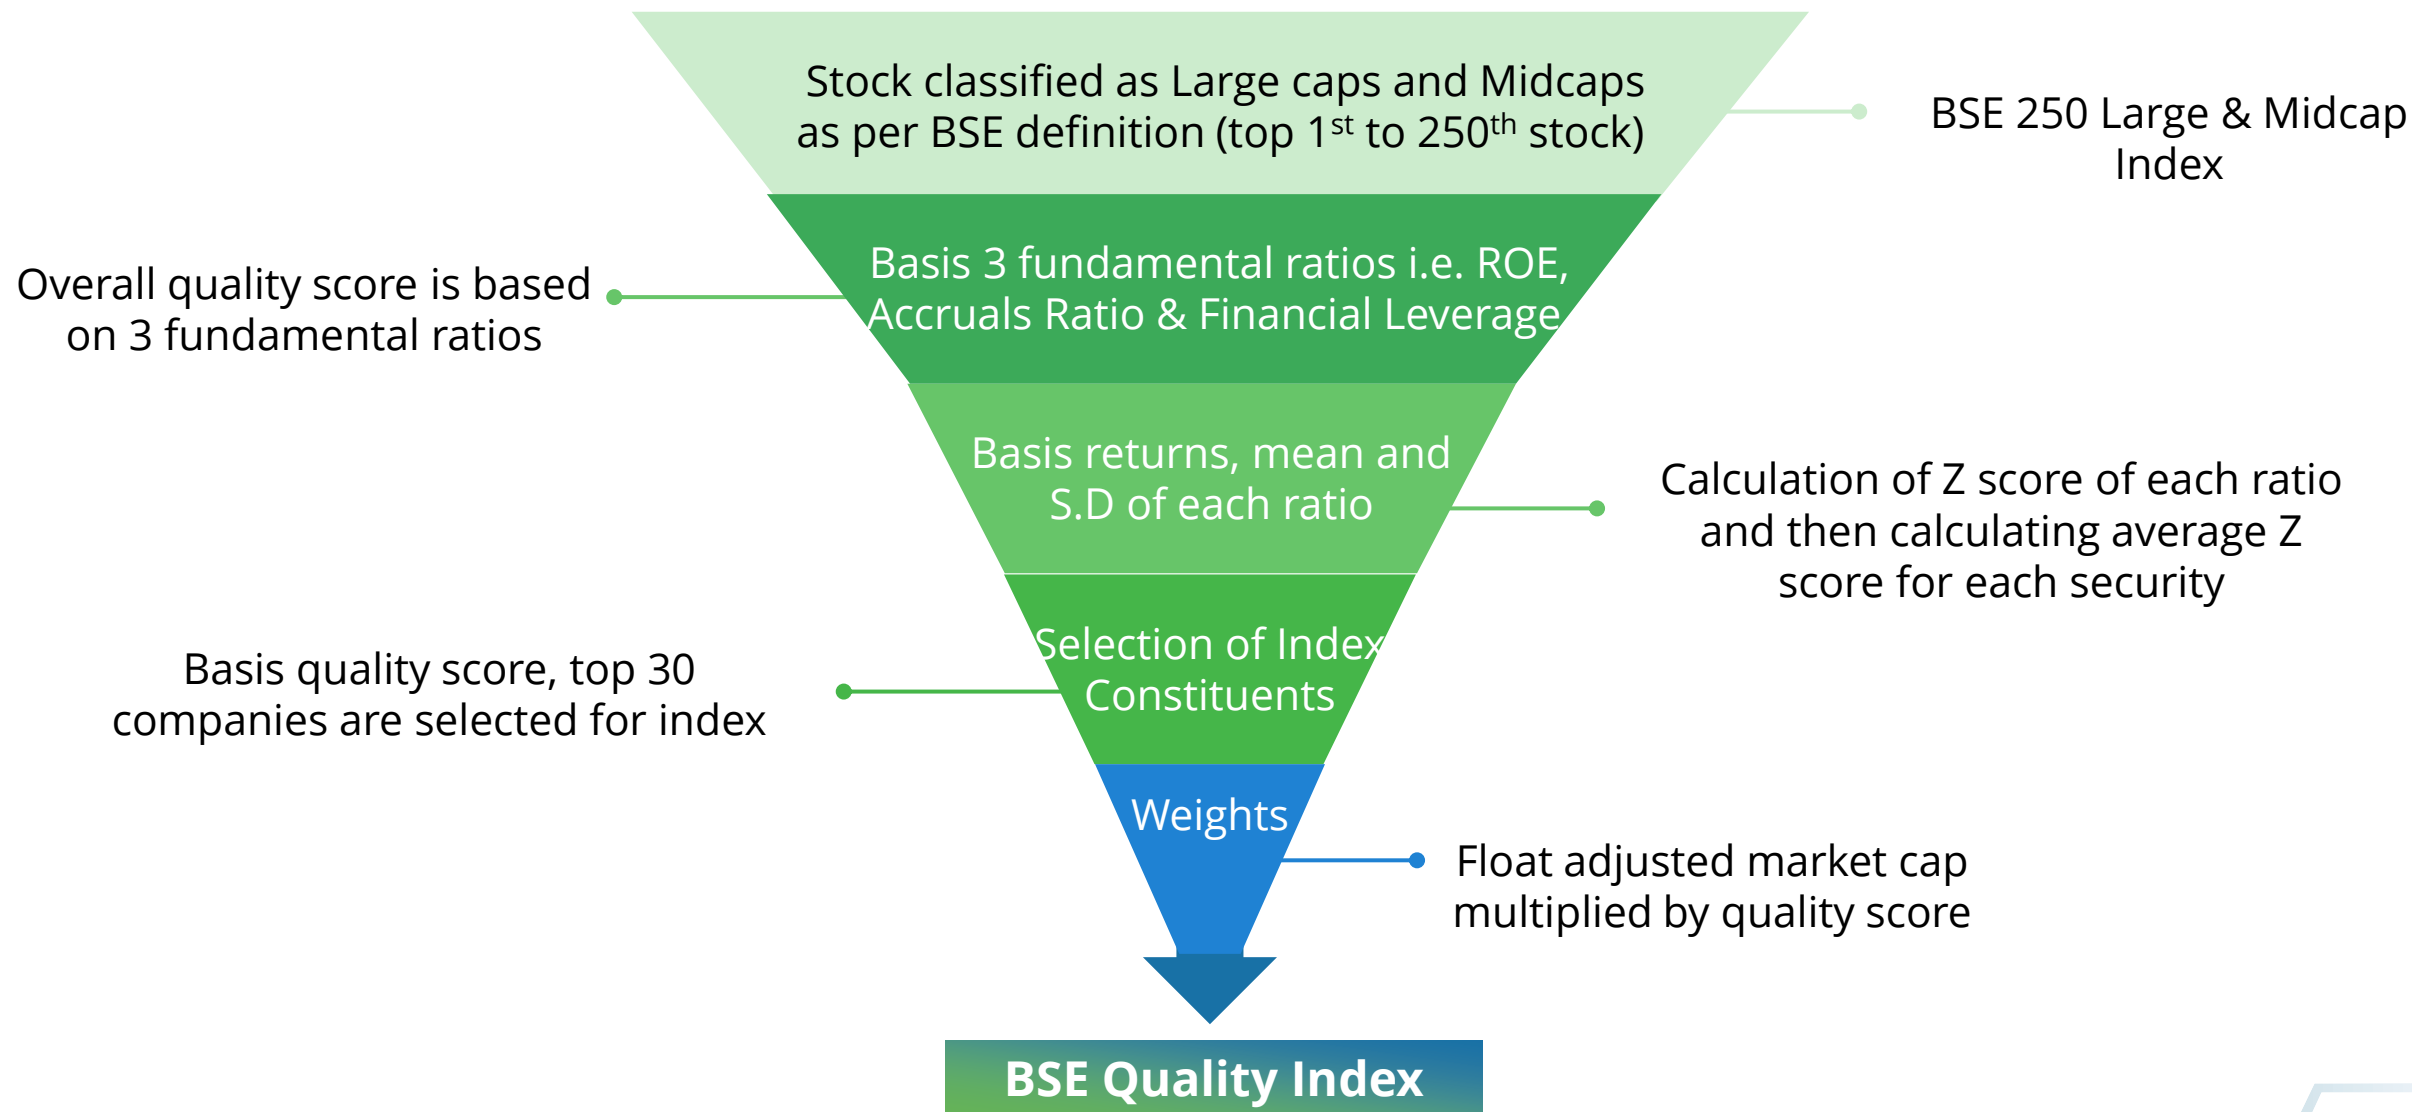 Stock classified as Large caps and Midcaps
as per BSE definition (top 1st to 250th stock)
BSE 250 Large & Midcap
Index
Basis 3 fundamental ratios i.e. ROE,
Accruals Ratio & Financial Leverage
Overall quality score is based
on 3 fundamental ratios
Basis returns, mean and
S.D of each ratio
Calculation of Z score of each ratio
and then calculating average Z
score for each security
Selection of Index
Constituents
Basis quality score, top 30
companies are selected for index
Weights
Float adjusted market cap
multiplied by quality score
BSE Quality Index